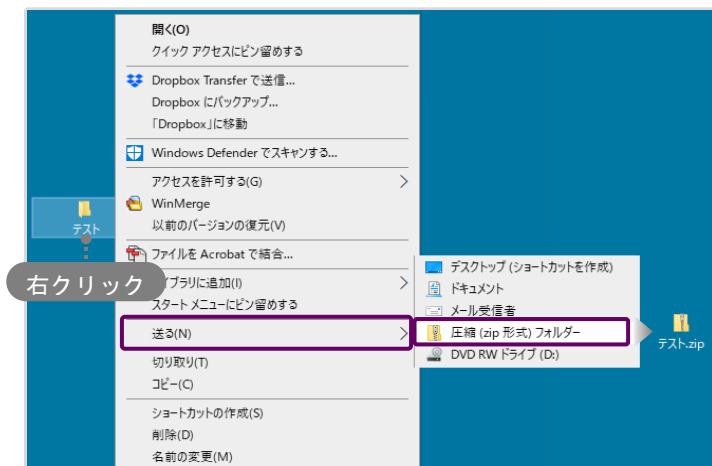 開く(O)
クイック アクセスにピン留めする
Dropbox Transfer で送信...
Dropbox にバックアップ...
「Dropbox」に移動
Windows Defender でスキャンする...
アクセスを許可する(G)
WinMerge
以前のバージョンの復元(V)
テスト
ファイルを Acrobat で結合...
右クリック
イブラリに追加(I)
スタート メニューにピン留めする
送る(N)
切り取り(T)
コピー(C)
ショートカットの作成(S)
削除(D)
名前の変更(M)
デスクトップ (ショートカットを作成)
ドキュメント
メール受信者
圧縮 (zip 形式) フォルダー
DVD RW ドライブ (D:)
テスト.zip